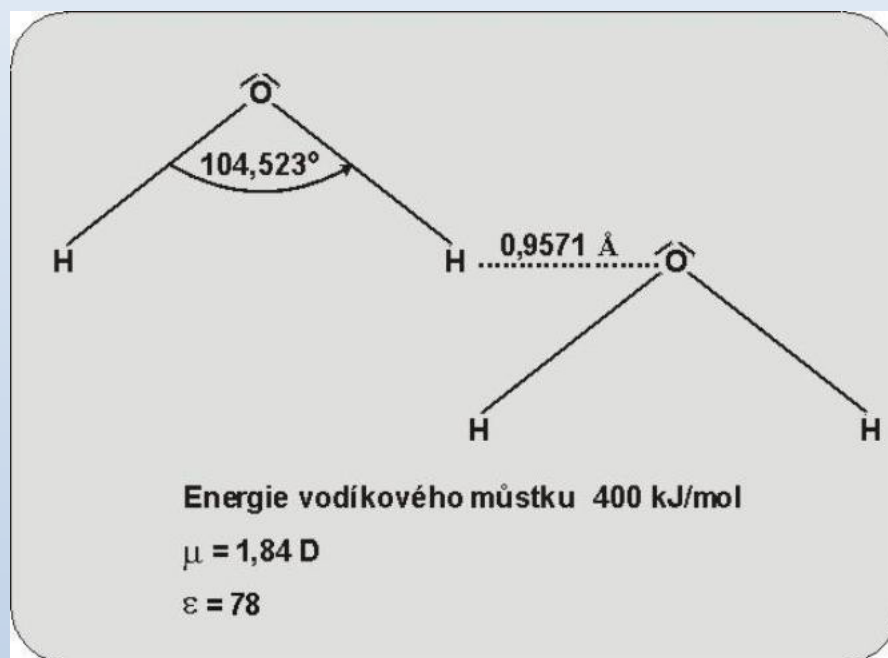 O
104,523°
H
H
0,9571 Å
O
H
H
Energie vodíkového můstku 400 kJ/mol
μ = 1,84 D
ε = 78